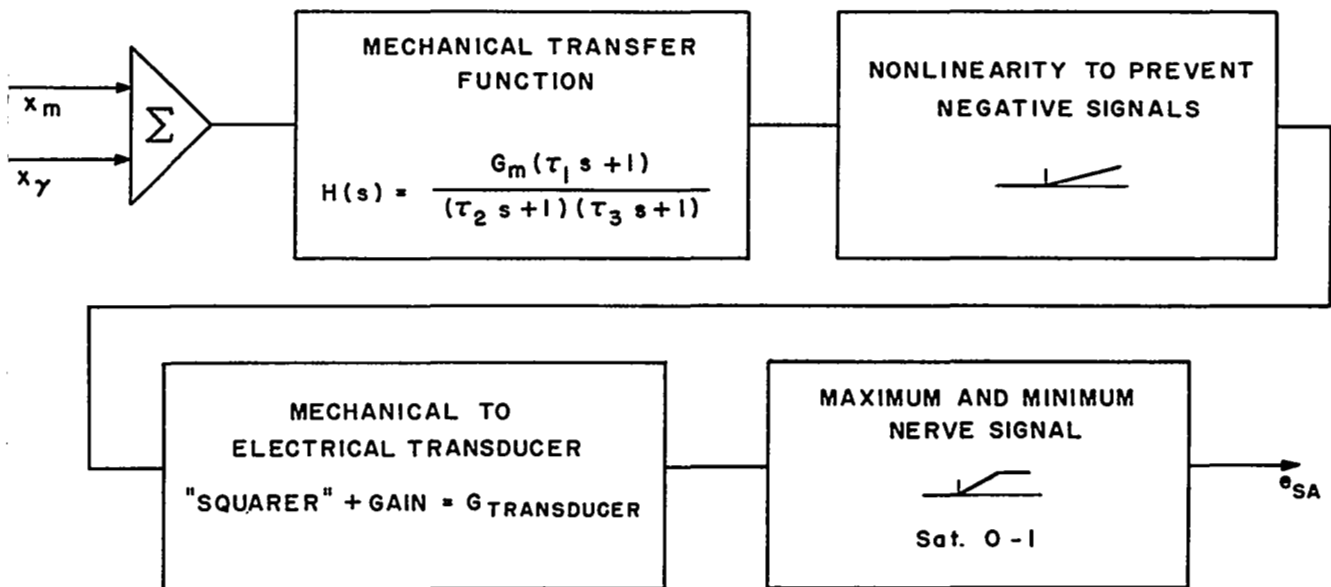 x_m
x_γ
Σ
MECHANICAL TRANSFER
FUNCTION
H(s) = G_m(τ_1 s+1) / (τ_2 s+1)(τ_3 s+1)
NONLINEARITY TO PREVENT
NEGATIVE SIGNALS
MECHANICAL TO
ELECTRICAL TRANSDUCER
"SQUARER" + GAIN = G_TRANSDUCER
MAXIMUM AND MINIMUM
NERVE SIGNAL
Sat. 0-1
e_SA